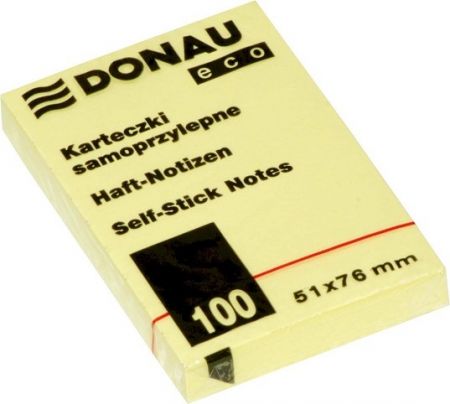 DONAU
eco
Karteczki
samoprzylepne
Haft-Notizen
Self-Stick Notes
100
51x76 mm